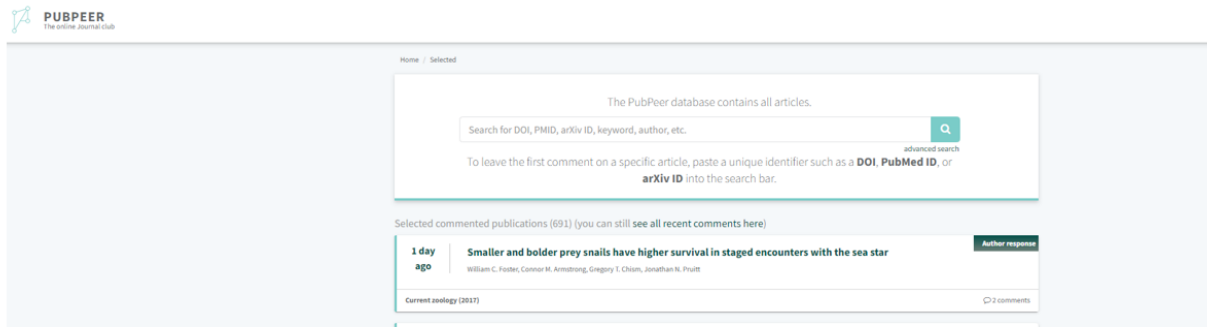 PUBPEER
The online Journal club
Home / Selected
The PubPeer database contains all articles.
Search for DOI, PMID, arXiv ID, keyword, author, etc.
advanced search
To leave the first comment on a specific article, paste a unique identifier such as a DOI, PubMed ID, or
arXiv ID into the search bar.
Selected commented publications (691) (you can still see all recent comments here)
Author response
1 day
ago
Smaller and bolder prey snails have higher survival in staged encounters with the sea star
William C. Foster, Connor M. Armstrong, Gregory T. Chism, Jonathan N. Pruitt
Current zoology (2017)
2 comments